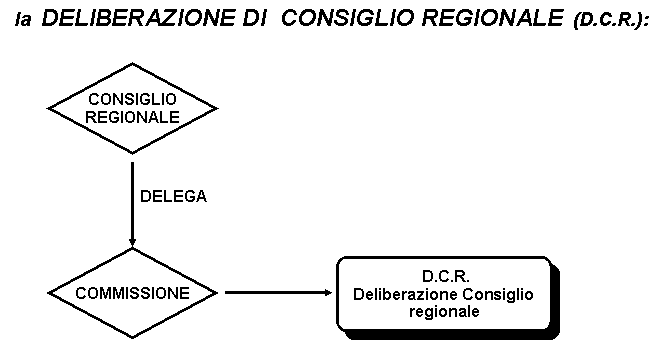 la DELIBERAZIONE DI CONSIGLIO REGIONALE (D.C.R.):
CONSIGLIO
REGIONALE
DELEGA
COMMISSIONE
D.C.R.
Deliberazione Consiglio
regionale